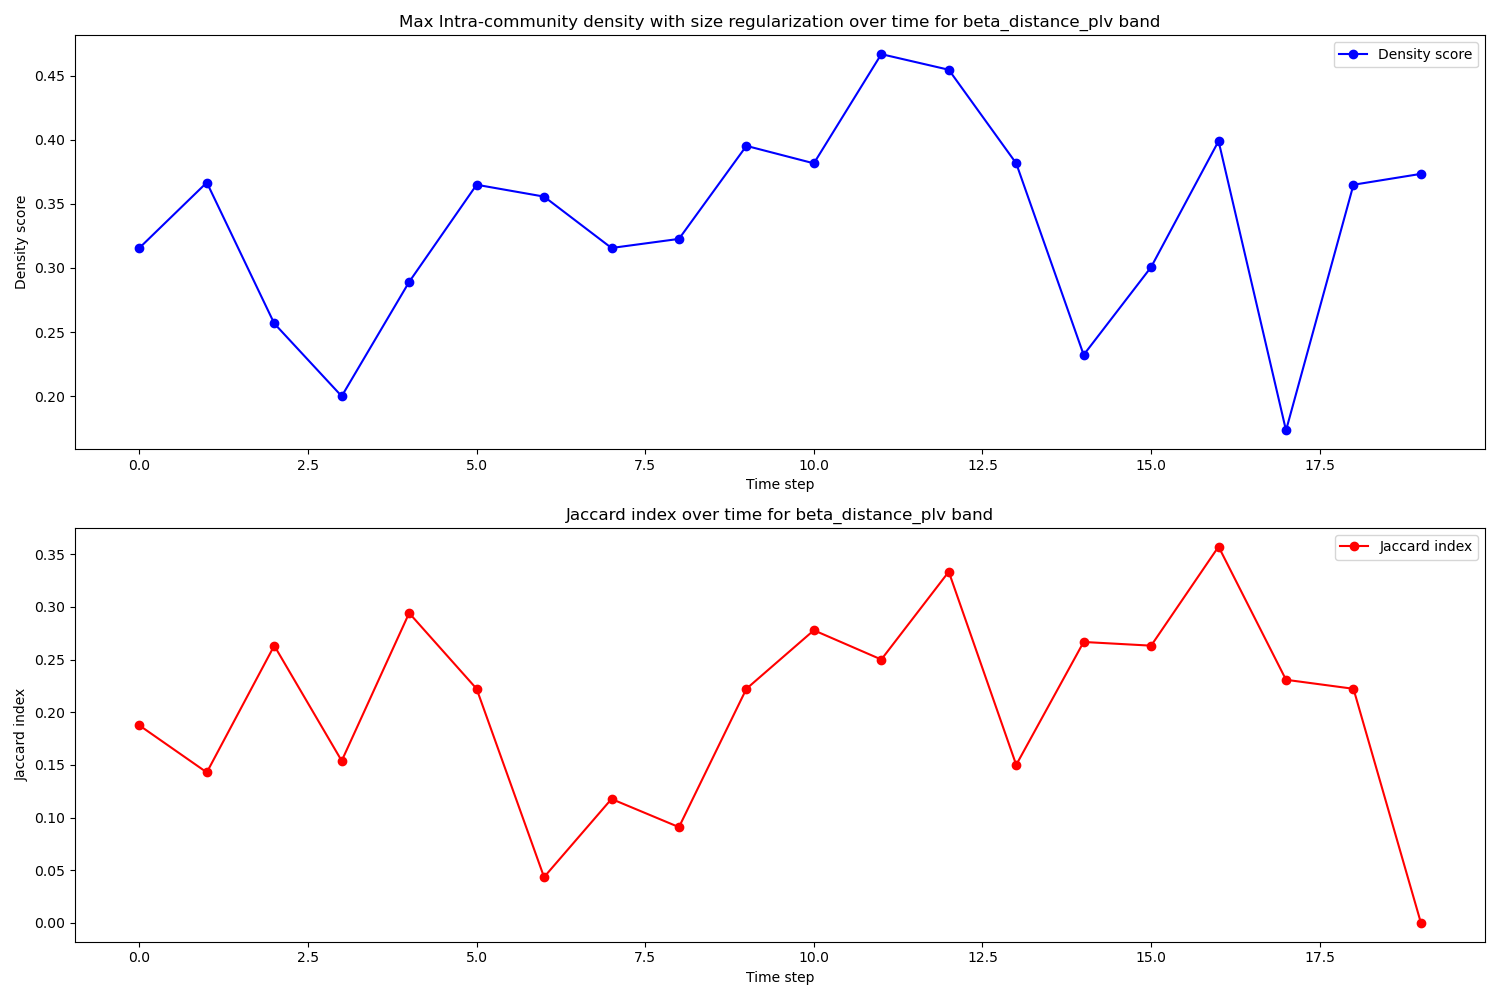 Max Intra-community density with size regularization over time for beta_distance_plv band
Density score
0.45
0.40
0.35
0.30
0.25
0.20
Density score
0.0 2.5 5.0 7.5 10.0 12.5 15.0 17.5
Time step
Jaccard index over time for beta_distance_plv band
Jaccard index
0.35
0.30
0.25
0.20
0.15
0.10
0.05
0.00
Jaccard index
0.0 2.5 5.0 7.5 10.0 12.5 15.0 17.5
Time step